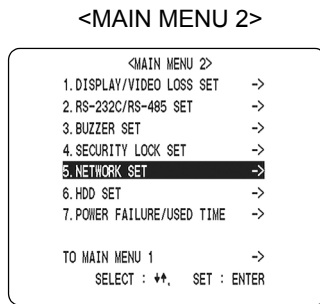 <MAIN MENU 2>
<MAIN MENU 2>
1. DISPLAY/VIDEO LOSS SET ->
2. RS-232C/RS-485 SET ->
3. BUZZER SET ->
4. SECURITY LOCK SET ->
5. NETWORK SET ->
6. HDD SET ->
7. POWER FAILURE/USED TIME ->
TO MAIN MENU 1 ->
SELECT : ↓↑, SET : ENTER